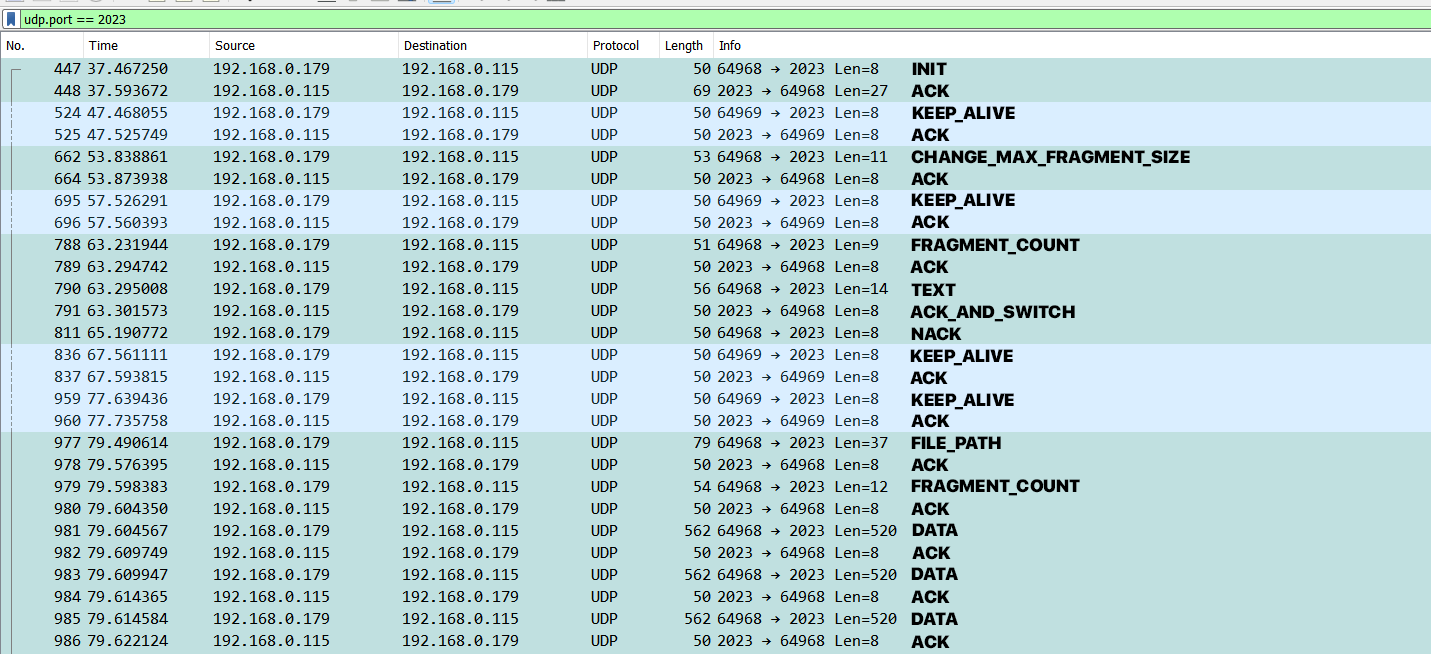 udp.port == 2023
No. Time Source Destination Protocol Length Info
447 37.467250 192.168.0.179 192.168.0.115 UDP 50 64968 → 2023 Len=8 INIT
448 37.593672 192.168.0.115 192.168.0.179 UDP 69 2023 → 64968 Len=27 ACK
524 47.468055 192.168.0.179 192.168.0.115 UDP 50 64969 → 2023 Len=8 KEEP_ALIVE
525 47.525749 192.168.0.115 192.168.0.179 UDP 50 2023 → 64969 Len=8 ACK
662 53.838861 192.168.0.179 192.168.0.115 UDP 53 64968 → 2023 Len=11 CHANGE_MAX_FRAGMENT_SIZE
664 53.873938 192.168.0.115 192.168.0.179 UDP 50 2023 → 64968 Len=8 ACK
695 57.526291 192.168.0.179 192.168.0.115 UDP 50 64969 → 2023 Len=8 KEEP_ALIVE
696 57.560393 192.168.0.115 192.168.0.179 UDP 50 2023 → 64969 Len=8 ACK
788 63.231944 192.168.0.179 192.168.0.115 UDP 51 64968 → 2023 Len=9 FRAGMENT_COUNT
789 63.294742 192.168.0.115 192.168.0.179 UDP 50 2023 → 64968 Len=8 ACK
790 63.295008 192.168.0.179 192.168.0.115 UDP 56 64968 → 2023 Len=14 TEXT
791 63.301573 192.168.0.115 192.168.0.179 UDP 50 2023 → 64968 Len=8 ACK_AND_SWITCH
811 65.190772 192.168.0.179 192.168.0.115 UDP 50 64968 → 2023 Len=8 NACK
836 67.561111 192.168.0.179 192.168.0.115 UDP 50 64969 → 2023 Len=8 KEEP_ALIVE
837 67.593815 192.168.0.115 192.168.0.179 UDP 50 2023 → 64969 Len=8 ACK
959 77.639436 192.168.0.179 192.168.0.115 UDP 50 64969 → 2023 Len=8 KEEP_ALIVE
960 77.735758 192.168.0.115 192.168.0.179 UDP 50 2023 → 64969 Len=8 ACK
977 79.490614 192.168.0.179 192.168.0.115 UDP 79 64968 → 2023 Len=37 FILE_PATH
978 79.576395 192.168.0.115 192.168.0.179 UDP 50 2023 → 64968 Len=8 ACK
979 79.598383 192.168.0.179 192.168.0.115 UDP 54 64968 → 2023 Len=12 FRAGMENT_COUNT
980 79.604350 192.168.0.115 192.168.0.179 UDP 50 2023 → 64968 Len=8 ACK
981 79.604567 192.168.0.179 192.168.0.115 UDP 562 64968 → 2023 Len=520 DATA
982 79.609749 192.168.0.115 192.168.0.179 UDP 50 2023 → 64968 Len=8 ACK
983 79.609947 192.168.0.179 192.168.0.115 UDP 562 64968 → 2023 Len=520 DATA
984 79.614365 192.168.0.115 192.168.0.179 UDP 50 2023 → 64968 Len=8 ACK
985 79.614584 192.168.0.179 192.168.0.115 UDP 562 64968 → 2023 Len=520 DATA
986 79.622124 192.168.0.115 192.168.0.179 UDP 50 2023 → 64968 Len=8 ACK